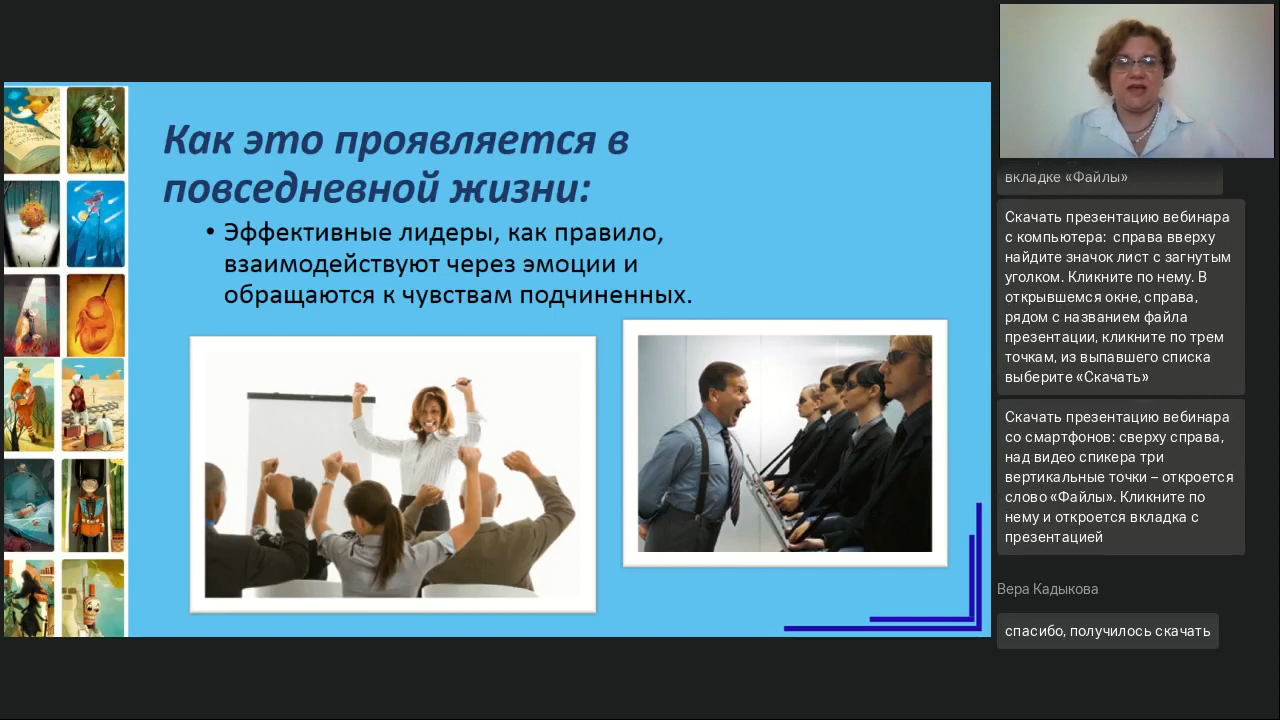 Как это проявляется в
повседневной жизни:
• Эффективные лидеры, как правило,
взаимодействуют через эмоции и
обращаются к чувствам подчиненных.
вкладке «Файлы»
Скачать презентацию вебинара
с компьютера: справа вверху
найдите значок лист с загнутым
уголком. Кликните по нему. В
открывшемся окне, справа,
рядом с названием файла
презентации, кликните по трем
точкам, из выпавшего списка
выберите «Скачать»
Скачать презентацию вебинара
со смартфонов: сверху справа,
над видео спикера три
вертикальные точки – откроется
слово «Файлы». Кликните по
нему и откроется вкладка с
презентацией
Вера Кадыкова
спасибо, получилось скачать